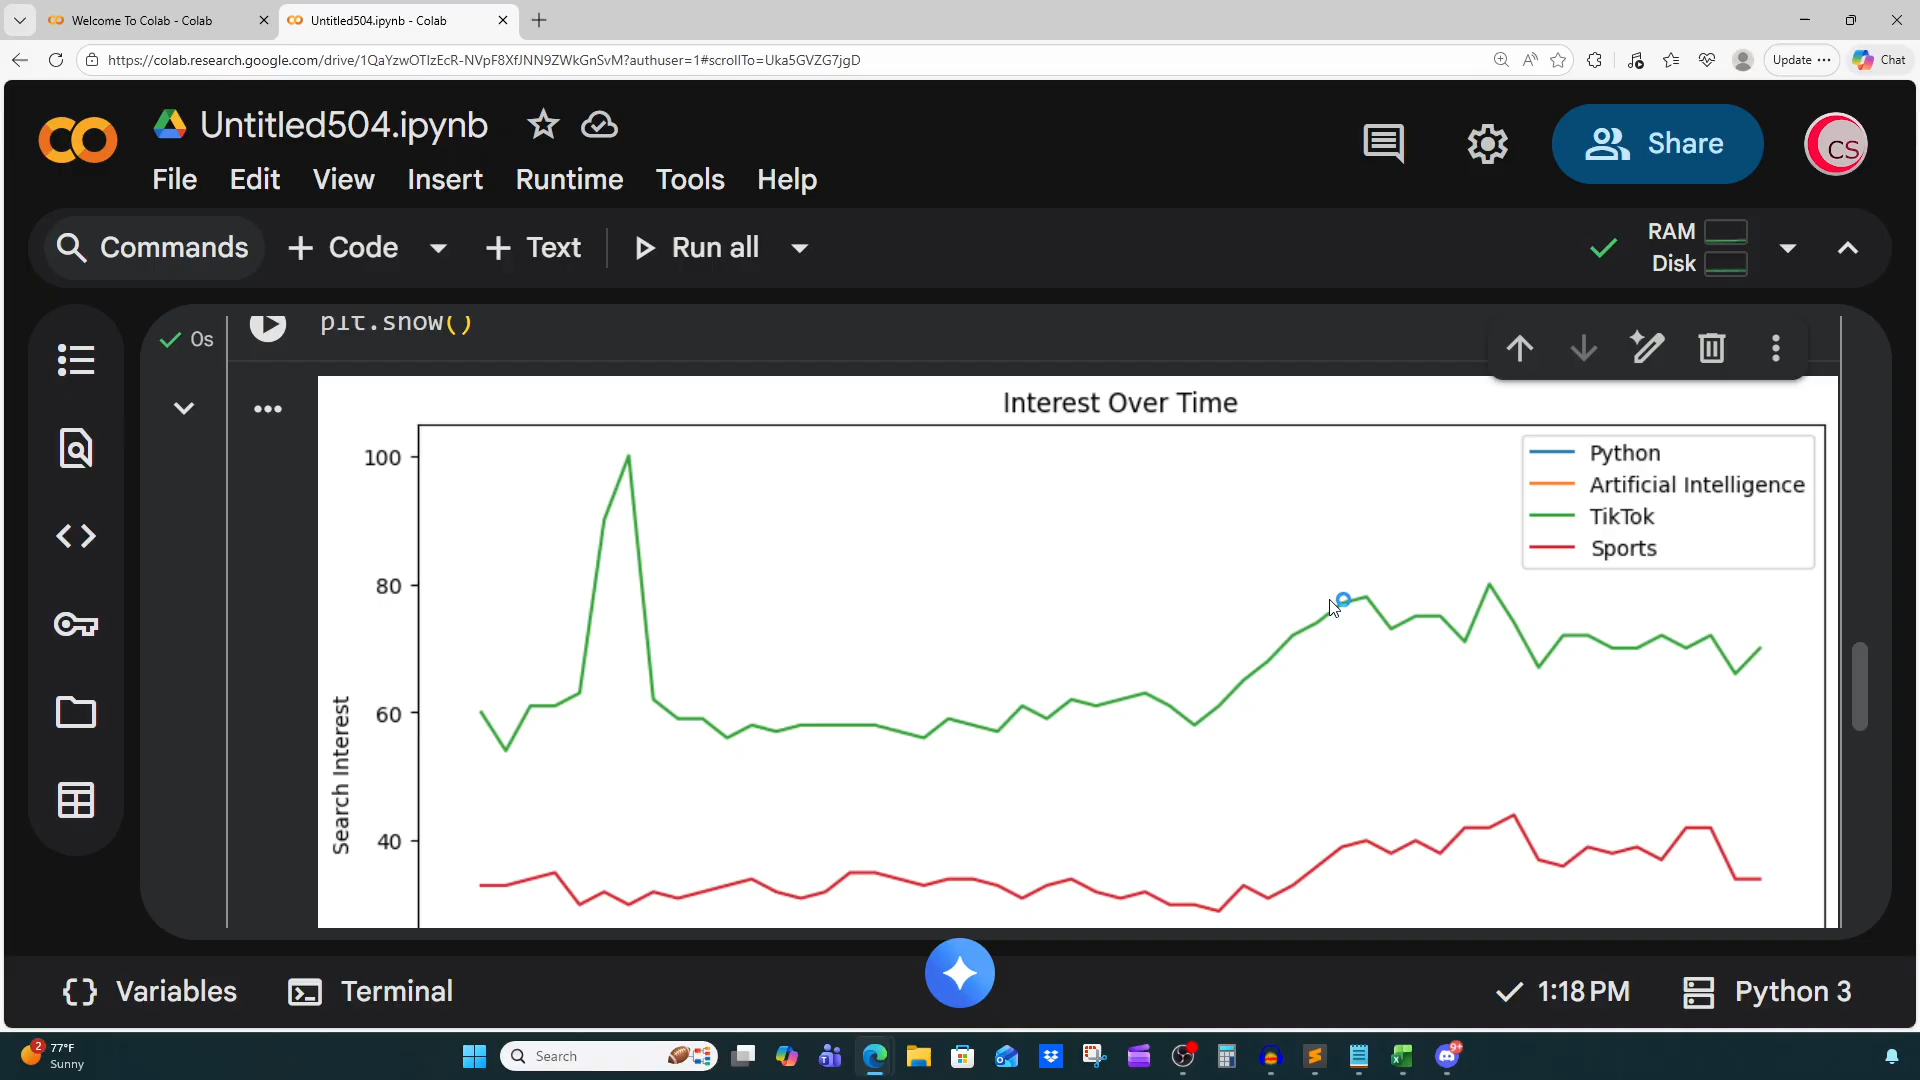 Welcome To Colab - Colab
Untitled504.ipynb - Colab
https://colab.research.google.com/drive/1QaYzwOTIzEcR-NVpF8XfJNN9ZWkGnSvM?authuser=1#scrollTo=Uka5GVZG7jgD
Update
Chat
Untitled504.ipynb
Share
CS
File Edit View Insert Runtime Tools Help
Commands + Code + Text Run all
RAM
Disk
0s
plt.show()
Interest Over Time
100
80
60
40
Search Interest
Python
Artificial Intelligence
TikTok
Sports
Variables
Terminal
1:18 PM
Python 3
2
77°F
Sunny
Search
9+